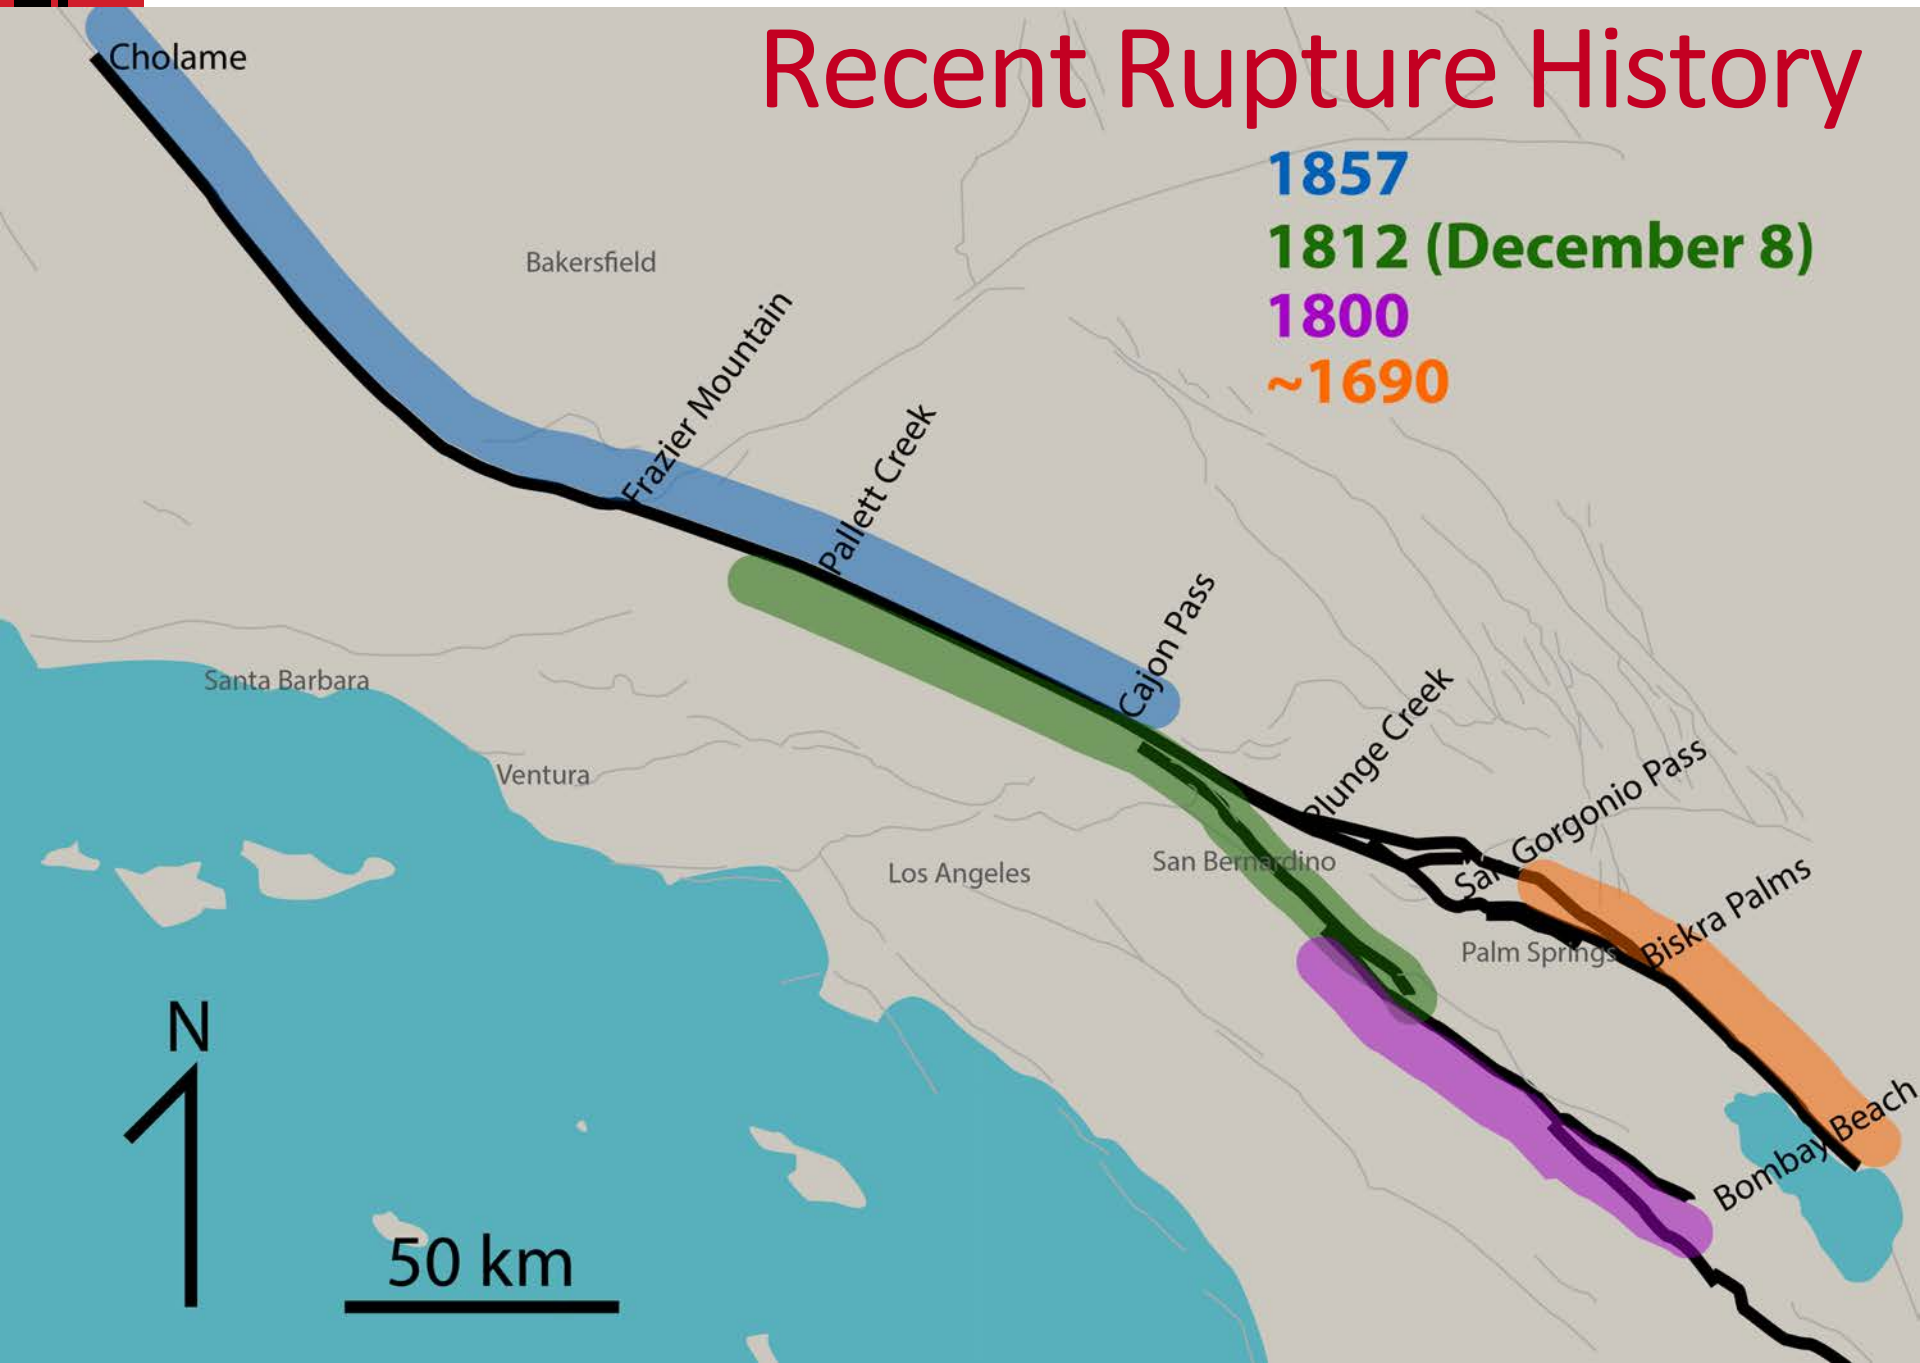 Recent Rupture History
1857
1812 (December 8)
1800
~1690
Cholame
Bakersfield
Frazier Mountain
Pallett Creek
Cajon Pass
Plunge Creek
San Gorgonio Pass
Biskra Palms
Bombay Beach
Santa Barbara
Ventura
Los Angeles
San Bernardino
Palm Springs
N
50 km